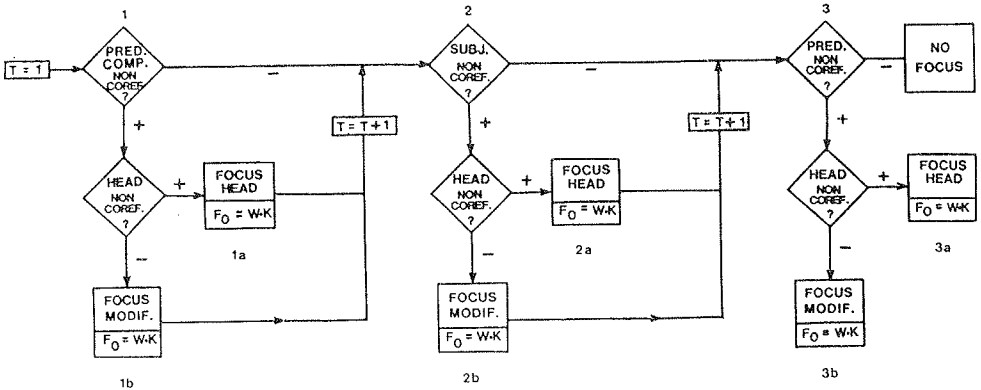 1
2
3
T = 1
PRED.
COMP.
NON
COREF.
?
−
+
SUBJ.
NON
COREF.
?
−
+
PRED.
NON
COREF.
?
−
+
NO
FOCUS
T = T + 1
T = T + 1
HEAD
NON
COREF.
?
+
−
FOCUS
HEAD
F₀ = W·K
1a
HEAD
NON
COREF.
?
+
−
FOCUS
HEAD
F₀ = W·K
2a
HEAD
NON
COREF.
?
+
−
FOCUS
HEAD
F₀ = W·K
3a
FOCUS
MODIF.
F₀ = W·K
1b
FOCUS
MODIF.
F₀ = W·K
2b
FOCUS
MODIF.
F₀ = W·K
3b